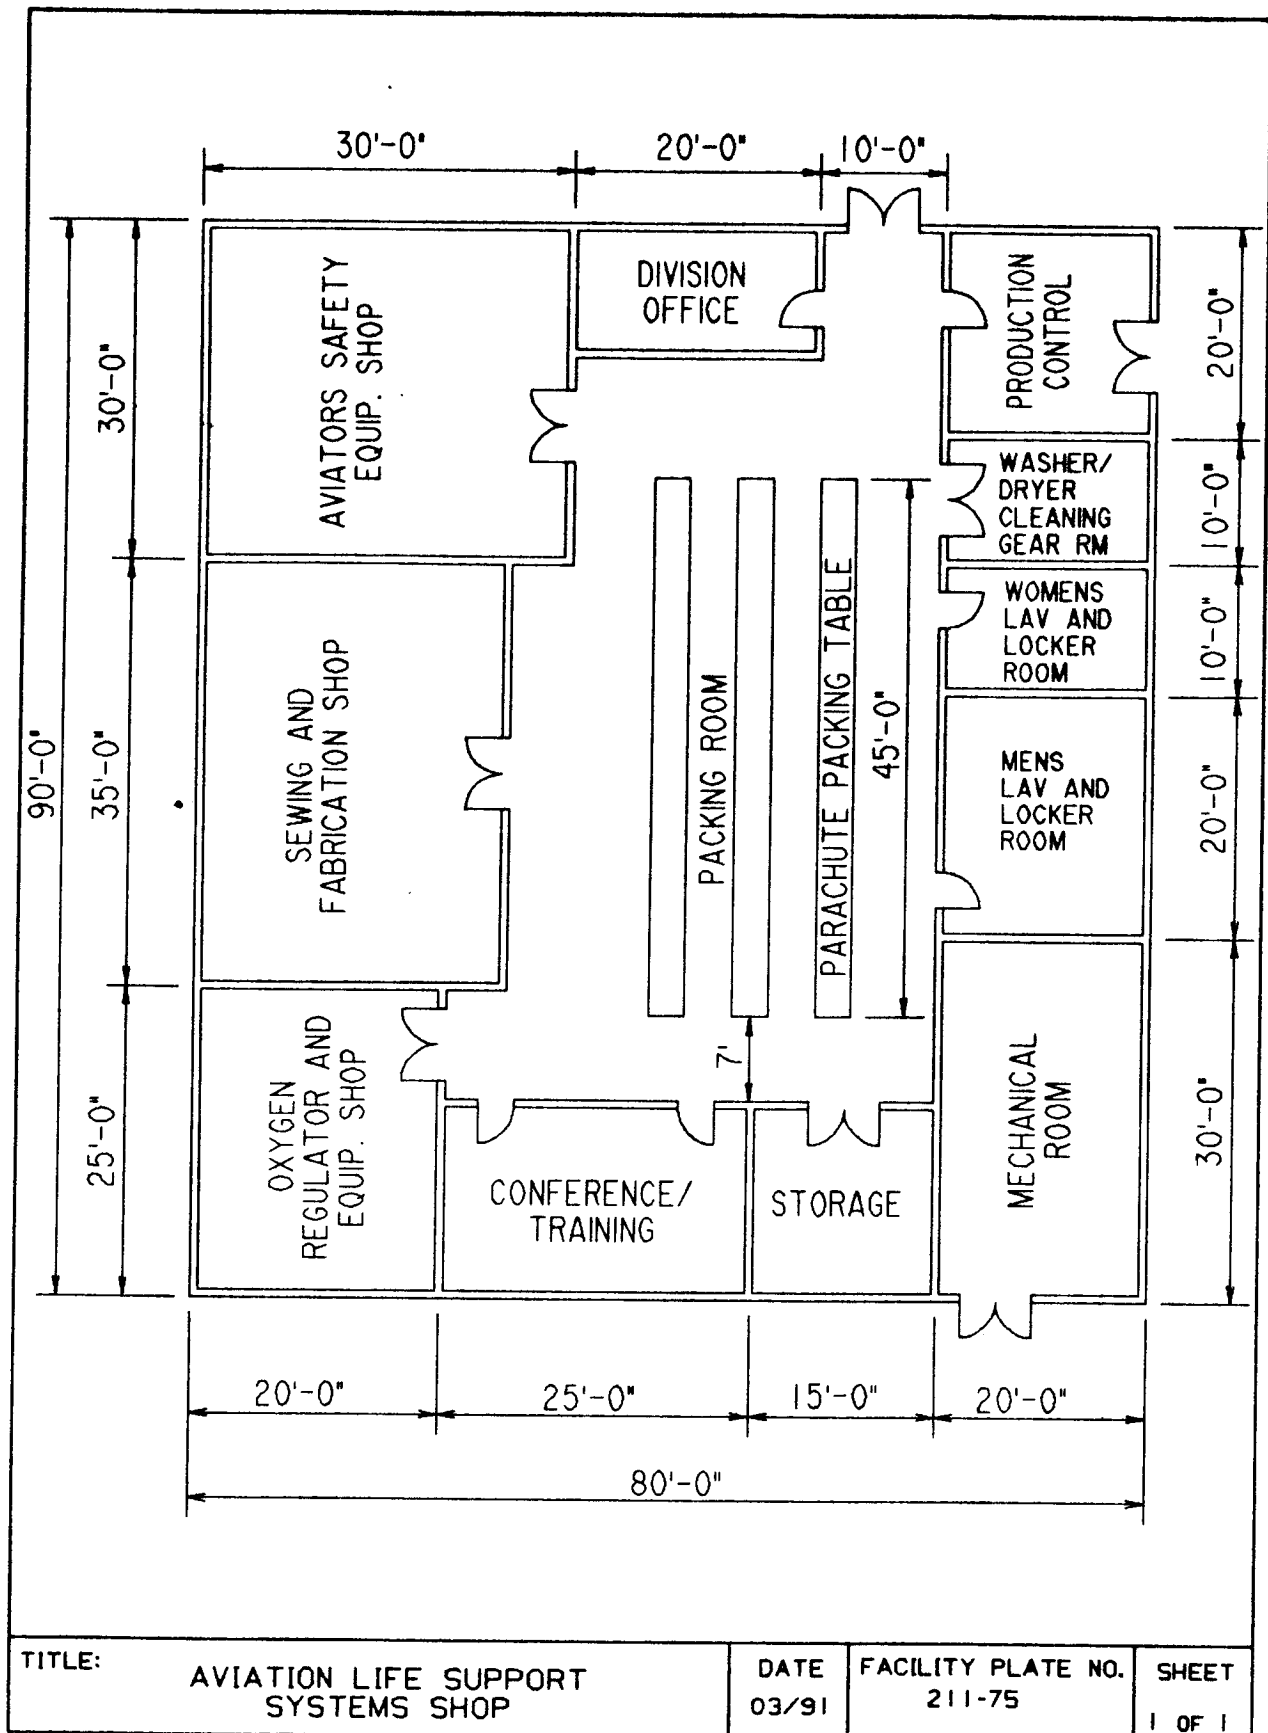 30'-0"
20'-0"
10'-0"
90'-0"
30'-0"
35'-0"
25'-0"
AVIATORS SAFETY
EQUIP. SHOP
DIVISION
OFFICE
PRODUCTION
CONTROL
20'-0"
WASHER/
DRYER
CLEANING
GEAR RM
10'-0"
WOMENS
LAV AND
LOCKER
ROOM
10'-0"
SEWING AND
FABRICATION SHOP
PACKING ROOM
PARACHUTE PACKING TABLE
45'-0"
MENS
LAV AND
LOCKER
ROOM
20'-0"
7'
OXYGEN
REGULATOR AND
EQUIP. SHOP
CONFERENCE/
TRAINING
STORAGE
MECHANICAL
ROOM
30'-0"
20'-0"
25'-0"
15'-0"
20'-0"
80'-0"
TITLE:
AVIATION LIFE SUPPORT
SYSTEMS SHOP
DATE
03/91
FACILITY PLATE NO.
211-75
SHEET
1 OF 1